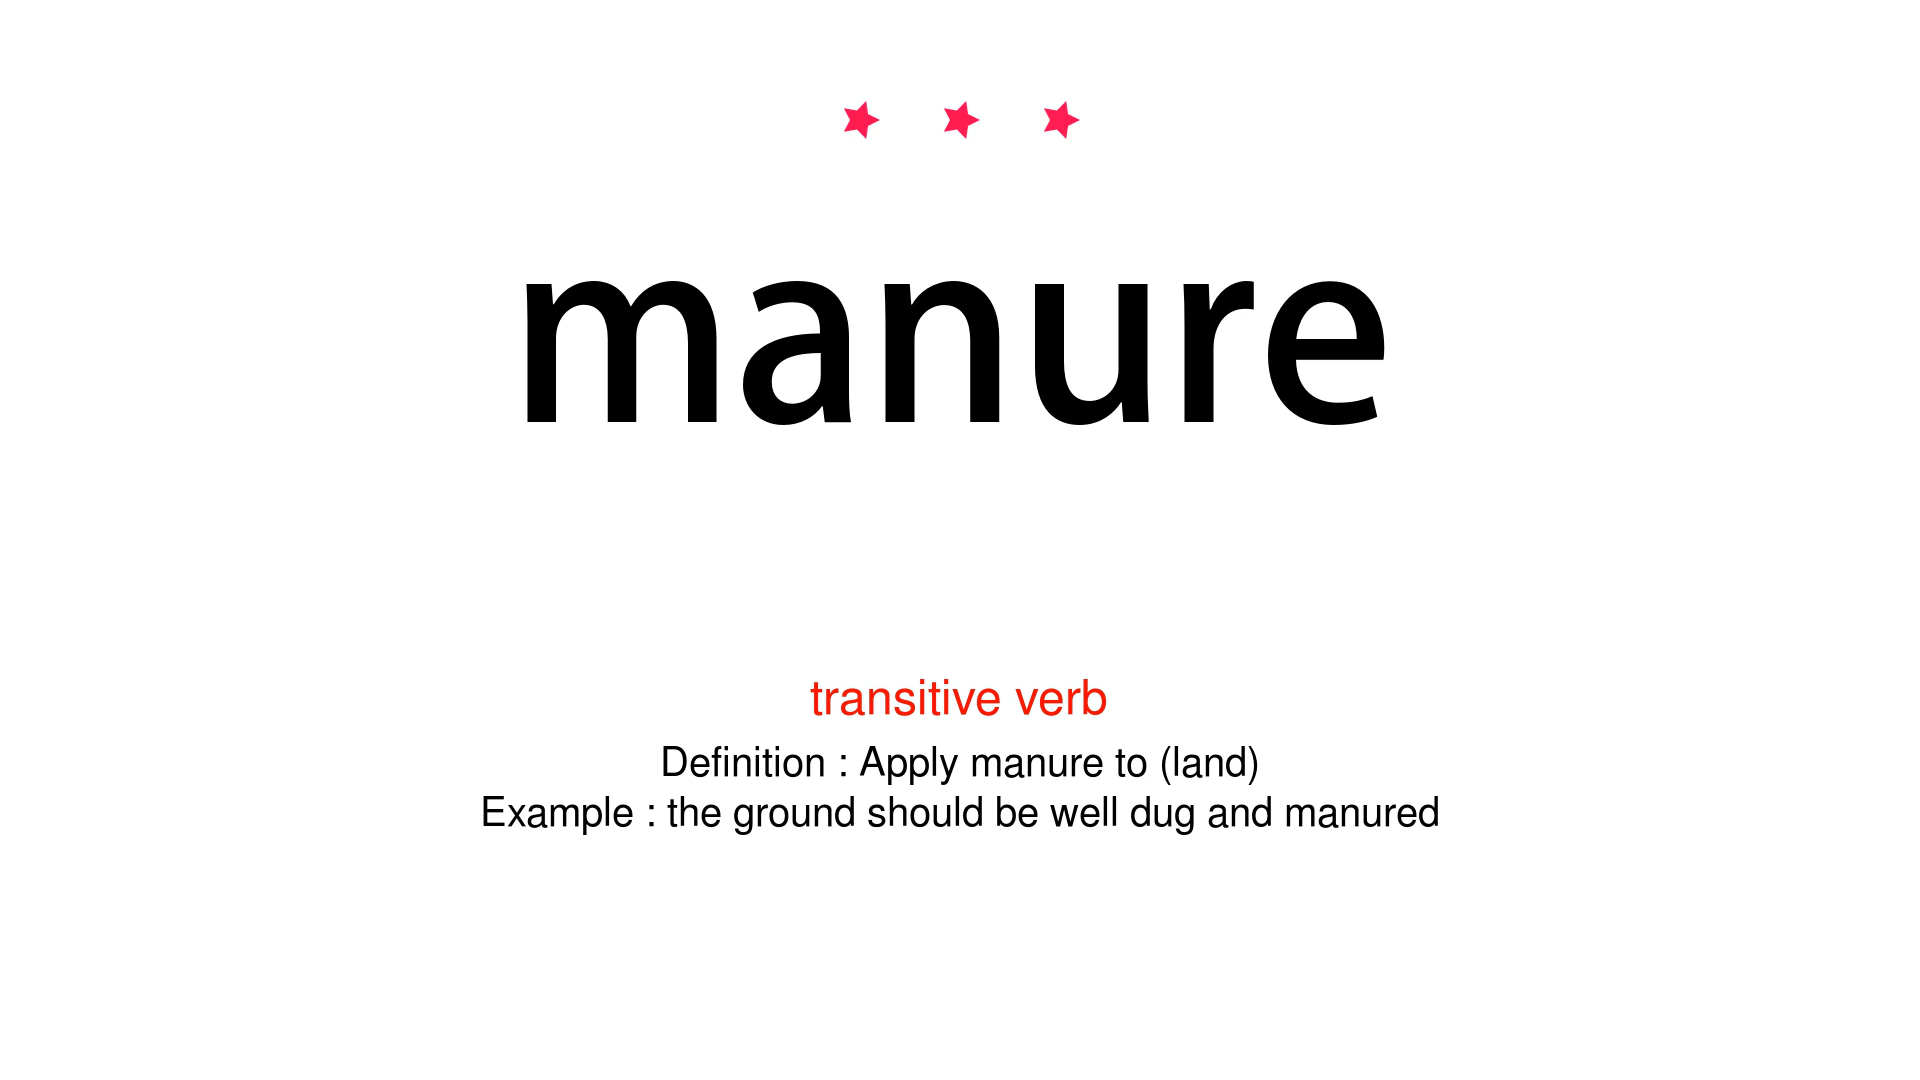 manure
transitive verb
Definition : Apply manure to (land)
Example : the ground should be well dug and manured